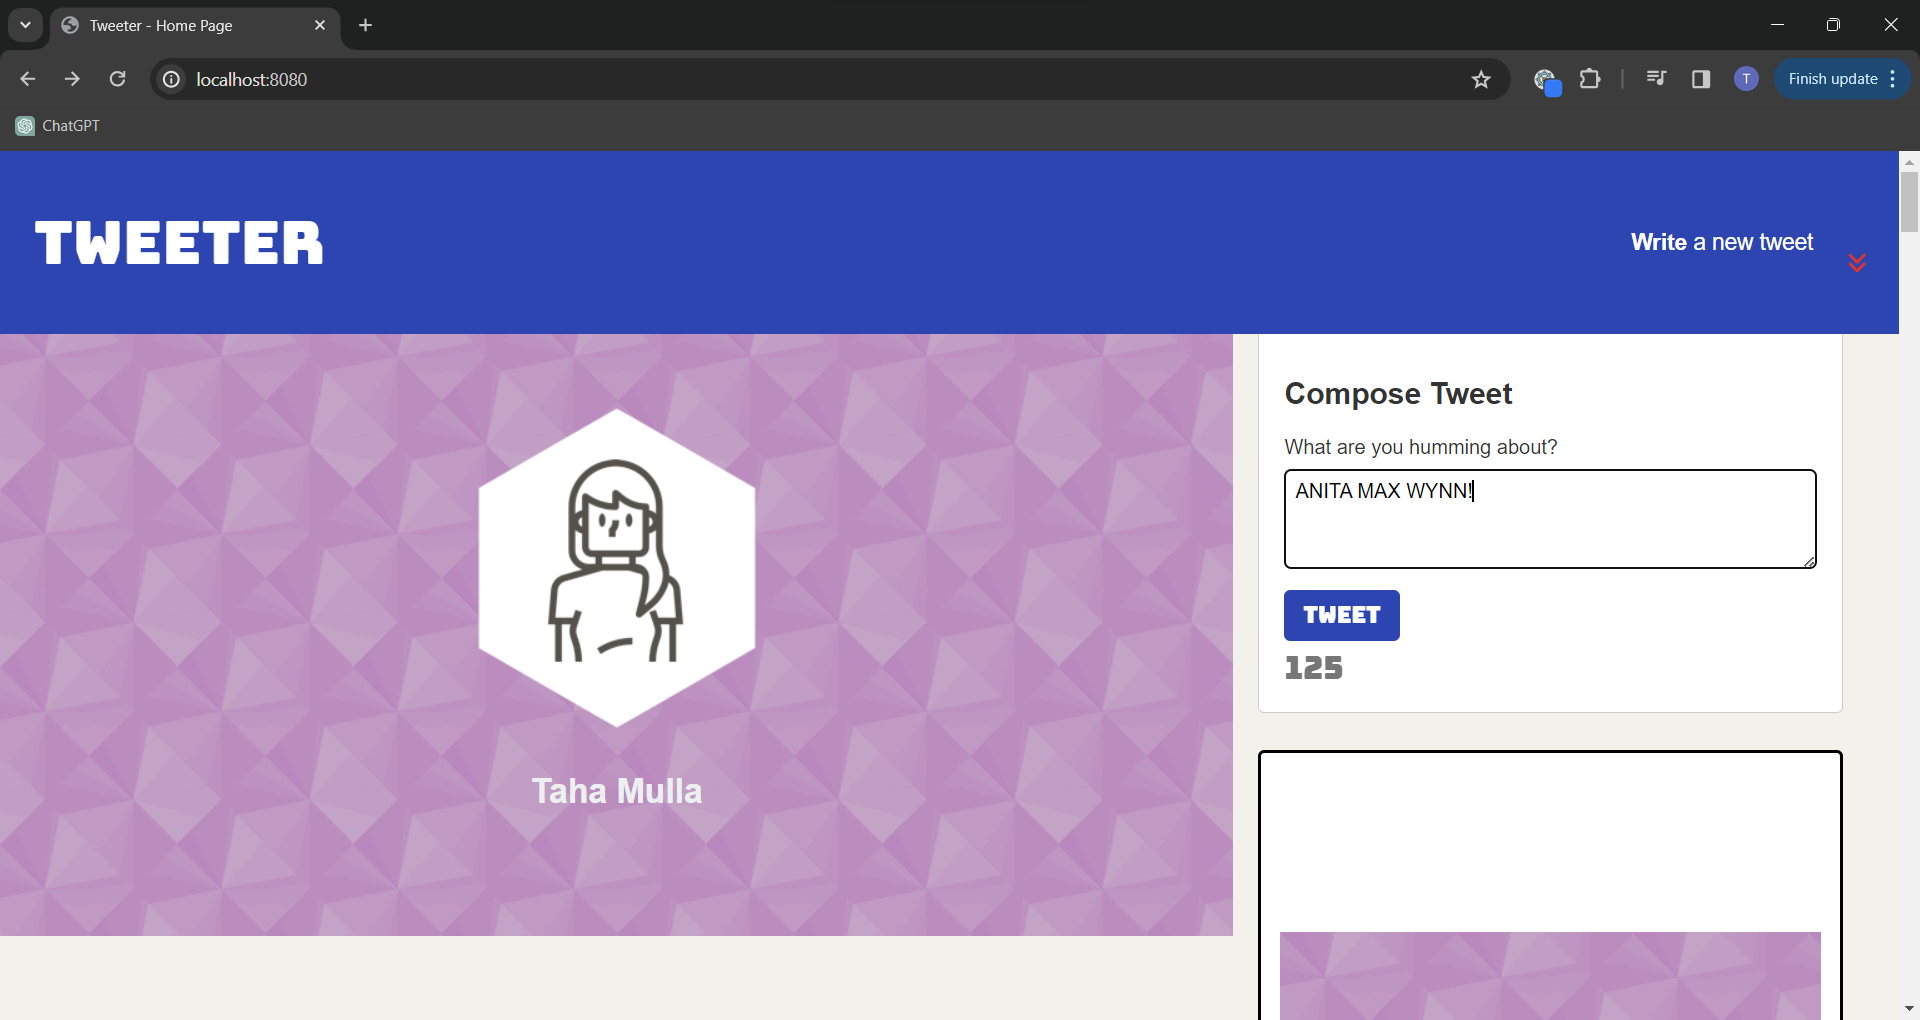 Tweeter - Home Page
localhost:8080
T
Finish update
ChatGPT
TWEETER
Write a new tweet
Compose Tweet
What are you humming about?
ANITA MAX WYNN!
TWEET
125
Taha Mulla